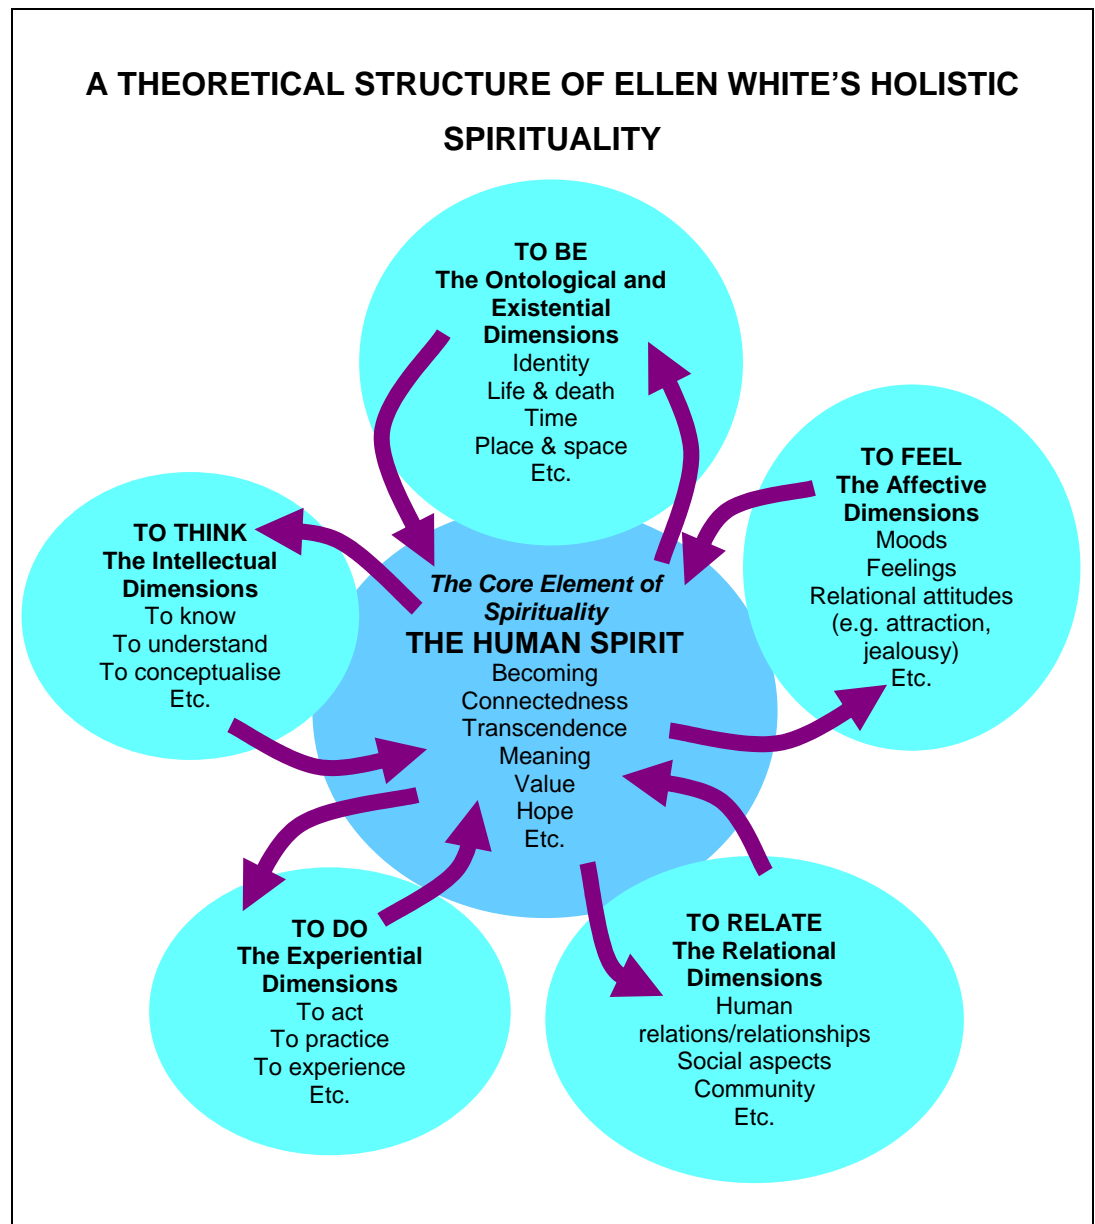 A THEORETICAL STRUCTURE OF ELLEN WHITE’S HOLISTIC
SPIRITUALITY
TO BE
The Ontological and
Existential
Dimensions
Identity
Life & death
Time
Place & space
Etc.
TO FEEL
The Affective
Dimensions
Moods
Feelings
Relational attitudes
(e.g. attraction,
jealousy)
Etc.
TO THINK
The Intellectual
Dimensions
To know
To understand
To conceptualise
Etc.
The Core Element of
Spirituality
THE HUMAN SPIRIT
Becoming
Connectedness
Transcendence
Meaning
Value
Hope
Etc.
TO DO
The Experiential
Dimensions
To act
To practice
To experience
Etc.
TO RELATE
The Relational
Dimensions
Human
relations/relationships
Social aspects
Community
Etc.